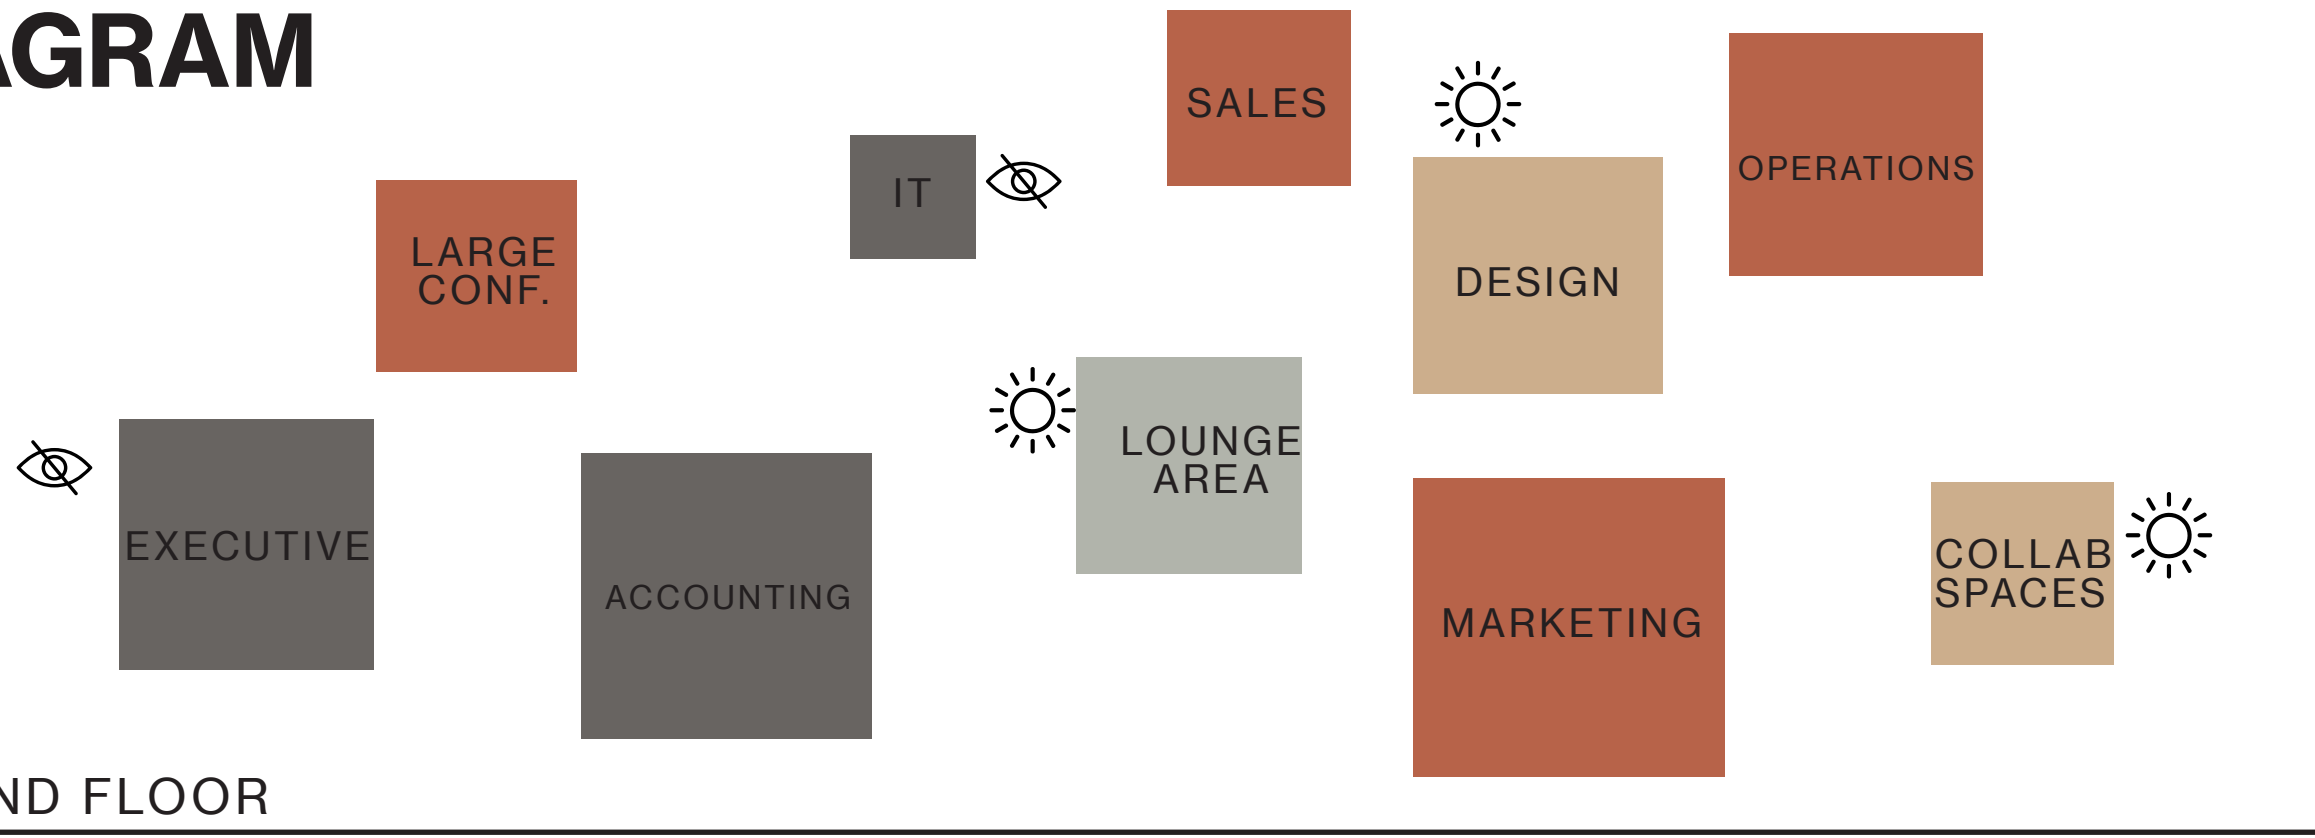 AGRAM
SALES
OPERATIONS
IT
LARGE
CONF.
DESIGN
LOUNGE
AREA
EXECUTIVE
ACCOUNTING
MARKETING
COLLAB
SPACES
ND FLOOR